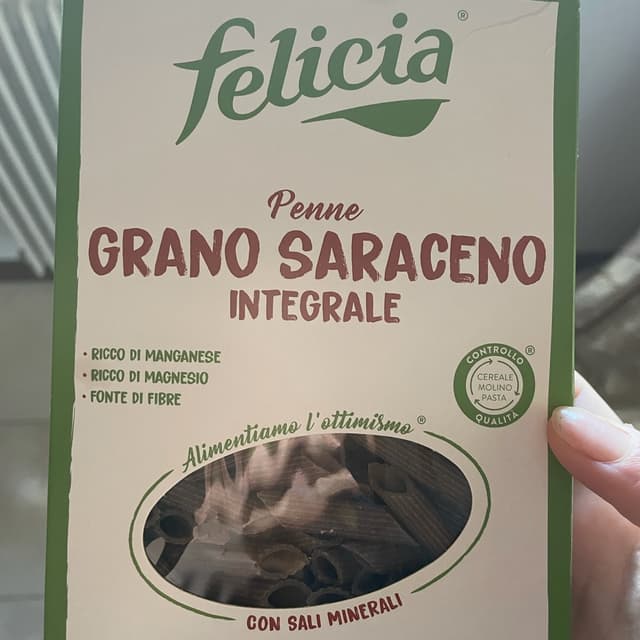 felicia®
Penne
GRANO SARACENO
INTEGRALE
• RICCO DI MANGANESE
• RICCO DI MAGNESIO
• FONTE DI FIBRE
CONTROLLO ®
CEREALE
MOLINO
PASTA
QUALITÀ
Alimentiamo l'ottimismo®
CON SALI MINERALI